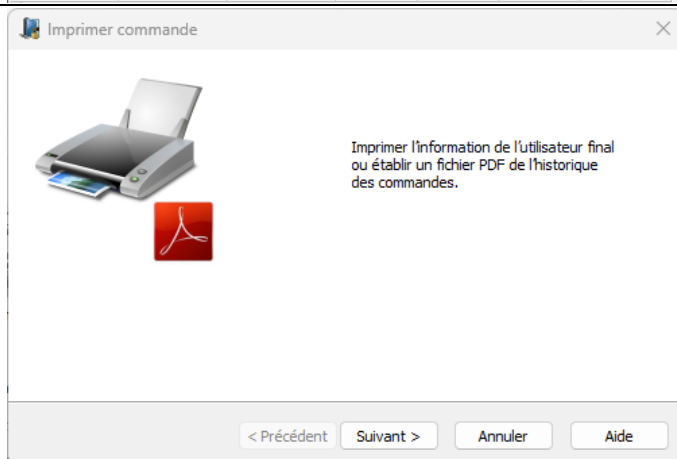 Imprimer commande
Imprimer l'information de l'utilisateur final
ou établir un fichier PDF de l'historique
des commandes.
< Précédent Suivant > Annuler Aide